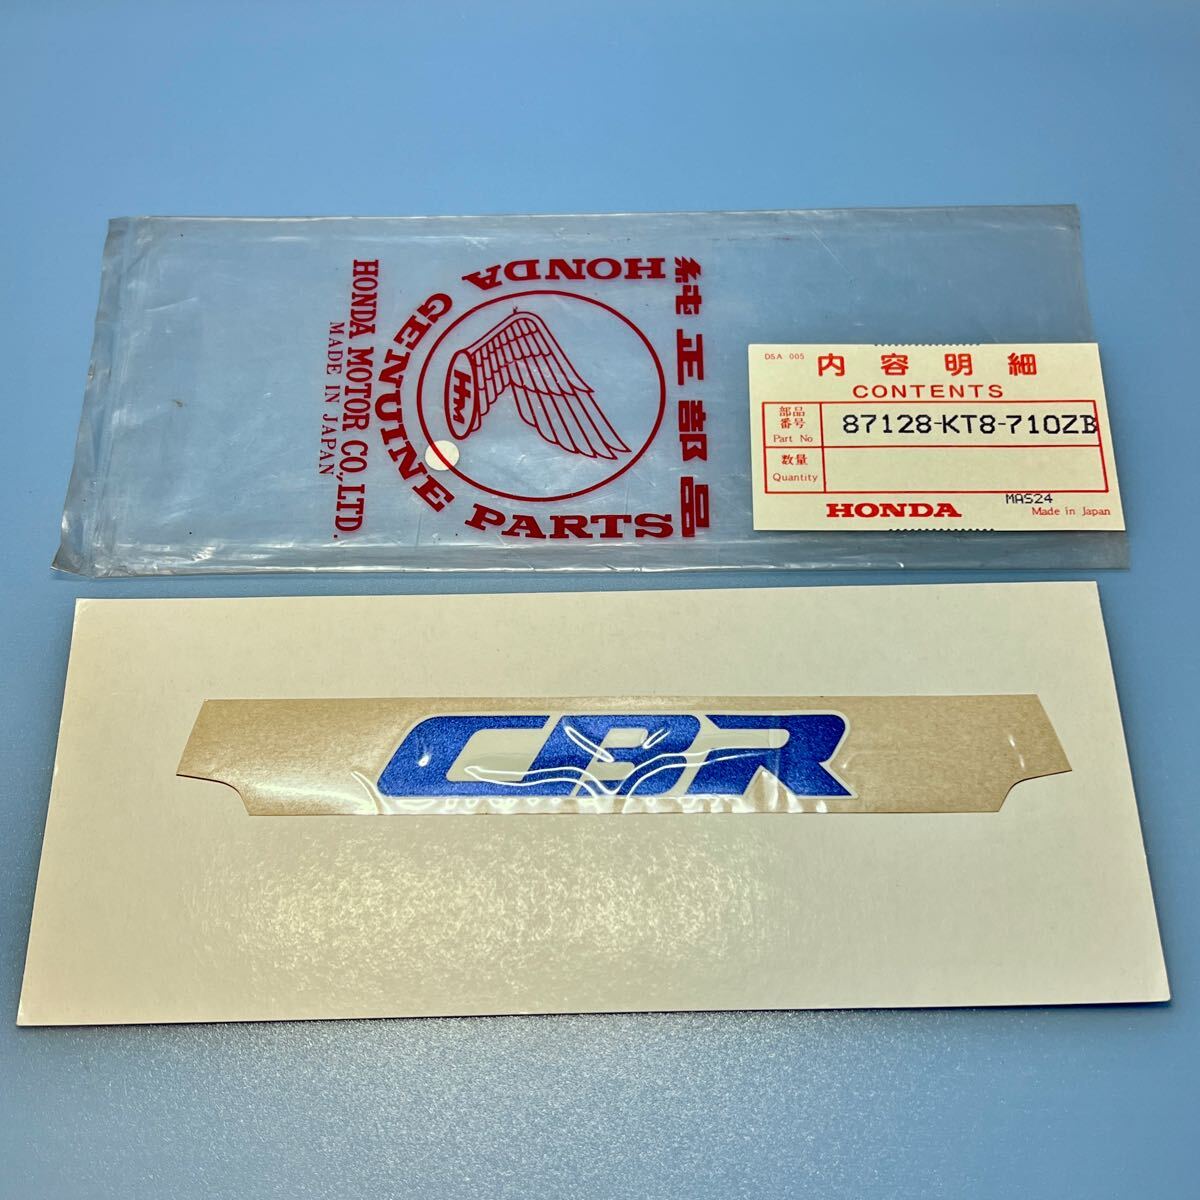 純正部品
HONDA GENUINE PARTS
HM
HONDA MOTOR CO., LTD.
MADE IN JAPAN
DSA 005
内容明細
CONTENTS
部品
番号
Part No
87128-KT8-710ZB
数量
Quantity
MAS24
HONDA
Made in Japan
CBR